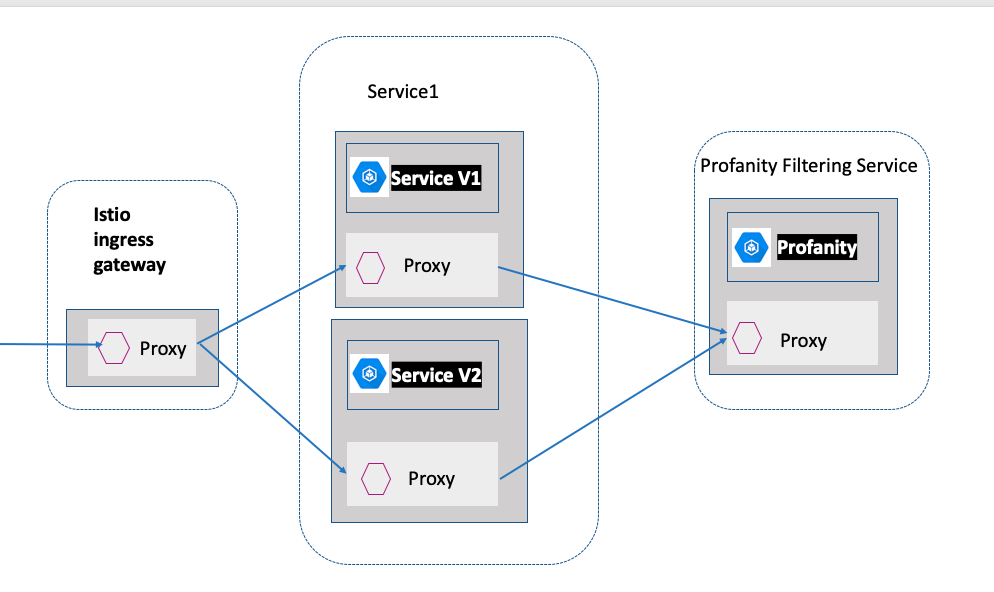 Istio
ingress
gateway
Proxy
Service1
Service V1
Proxy
Service V2
Proxy
Profanity Filtering Service
Profanity
Proxy